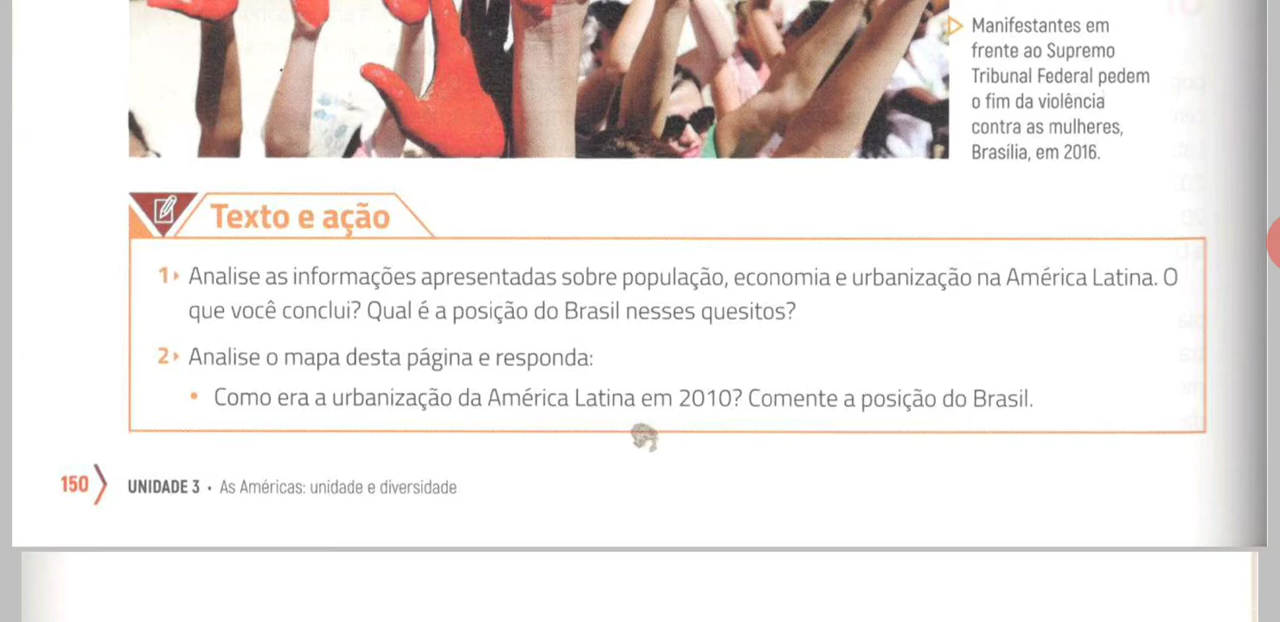 Manifestantes em
frente ao Supremo
Tribunal Federal pedem
o fim da violência
contra as mulheres,
Brasília, em 2016.
Texto e ação
1 Analise as informações apresentadas sobre população, economia e urbanização na América Latina. O
que você conclui? Qual é a posição do Brasil nesses quesitos?
2 Analise o mapa desta página e responda:
• Como era a urbanização da América Latina em 2010? Comente a posição do Brasil.
150 UNIDADE 3 • As Américas: unidade e diversidade